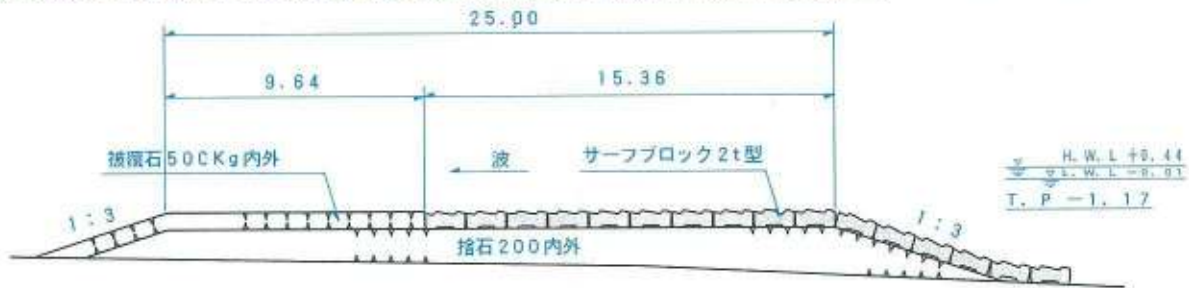 25.00
9.64
15.36
被覆石50CKg内外
波
サーフブロック2t型
H.W.L +0.44
L.W.L -0.01
T.P -1.17
1:3
1:3
捨石200内外